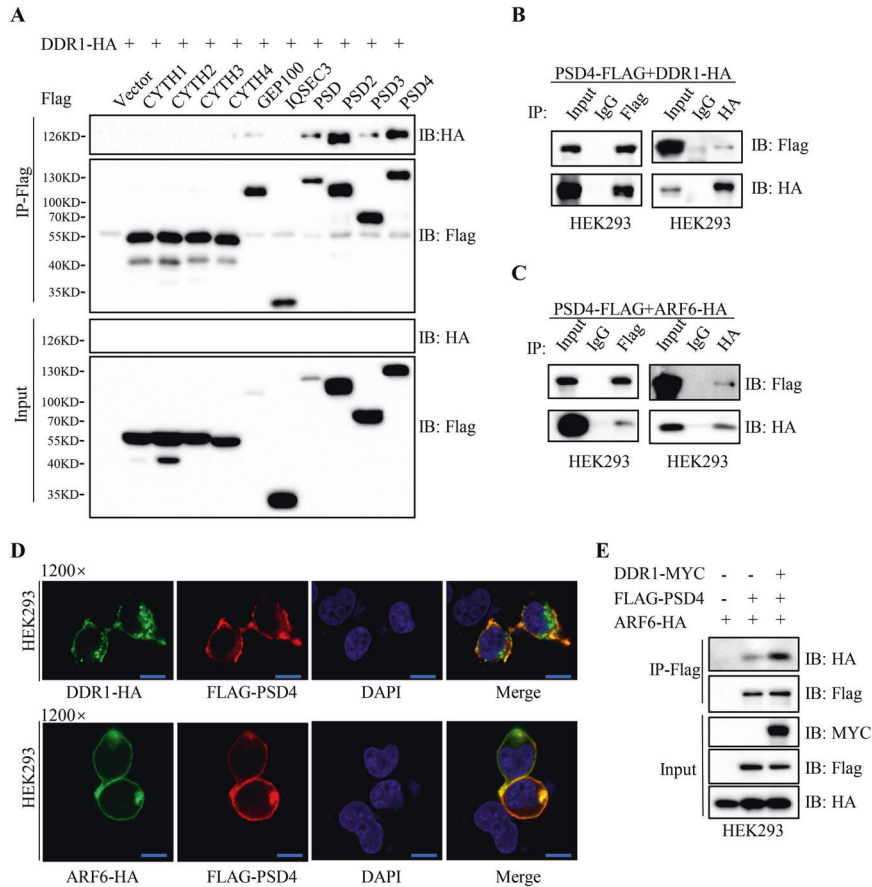 A
DDR1-HA + + + + + + + + + + +
Flag Vector CYTH1 CYTH2 CYTH3 CYTH4 GEP100 IQSEC3 PSD PSD2 PSD3 PSD4
IP-Flag
126KD- IB:HA
130KD-
100KD-
70KD-
55KD- IB: Flag
40KD-
35KD-
Input
126KD- IB: HA
130KD-
100KD-
70KD- IB: Flag
55KD-
40KD-
35KD-
B
PSD4-FLAG+DDR1-HA
IP: Input IgG Flag Input IgG HA
IB: Flag
IB: HA
HEK293 HEK293
C
PSD4-FLAG+ARF6-HA
IP: Input IgG Flag Input IgG HA
IB: Flag
IB: HA
HEK293 HEK293
D
1200×
HEK293
DDR1-HA FLAG-PSD4 DAPI Merge
1200×
HEK293
ARF6-HA FLAG-PSD4 DAPI Merge
E
DDR1-MYC - - +
FLAG-PSD4 - + +
ARF6-HA + + +
IP-Flag
IB: HA
IB: Flag
Input
IB: MYC
IB: Flag
IB: HA
HEK293